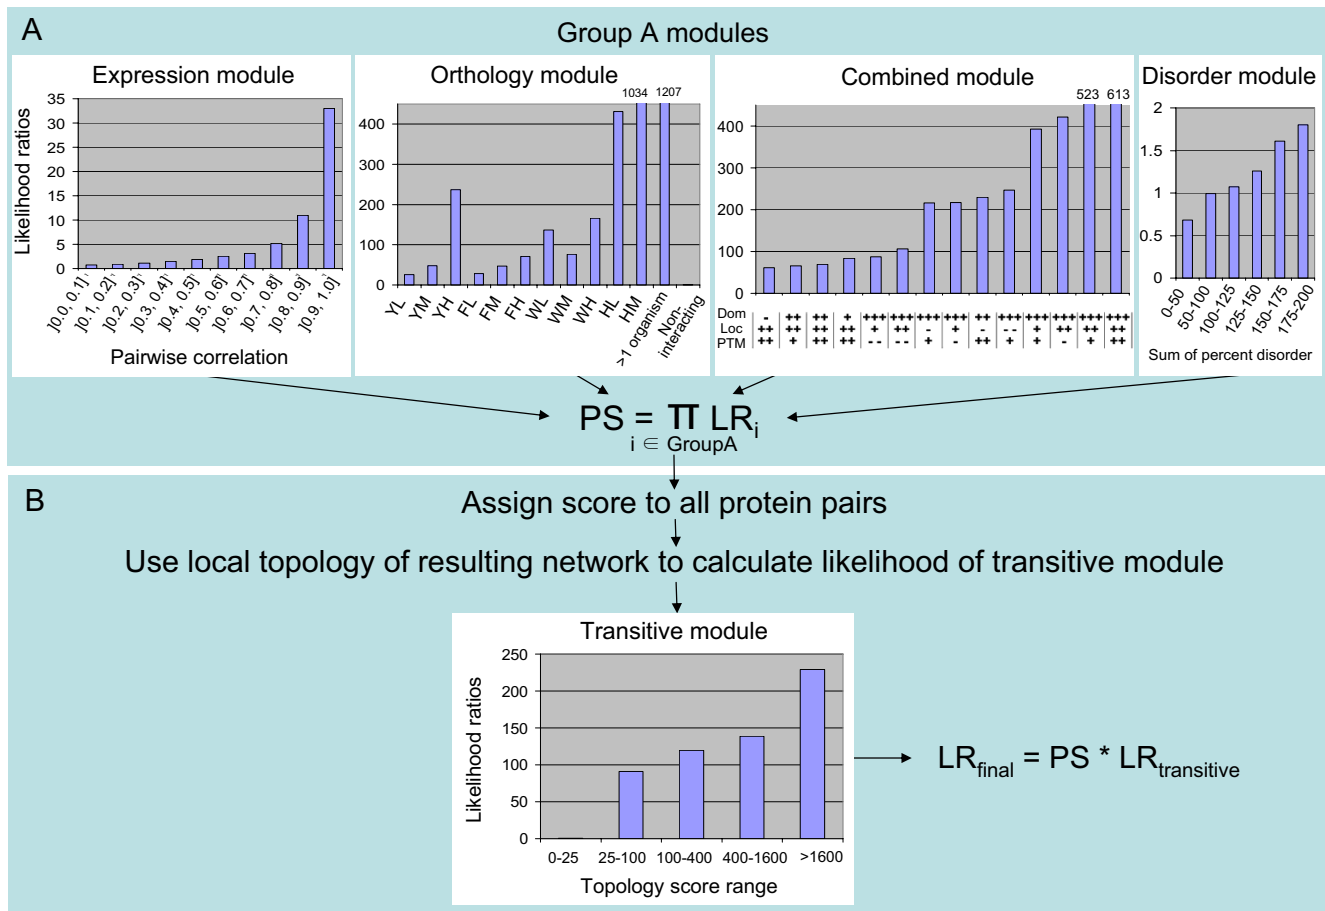 A
Group A modules
Expression module
Likelihood ratios
35
30
25
20
15
10
5
0
]0.0, 0.1]
]0.1, 0.2]
]0.2, 0.3]
]0.3, 0.4]
]0.4, 0.5]
]0.5, 0.6]
]0.6, 0.7]
]0.7, 0.8]
]0.8, 0.9]
]0.9, 1.0]
Pairwise correlation
Orthology module
1034 1207
400
300
200
100
0
YL
YM
YH
FL
FM
FH
WL
WM
WH
HL
HM
>1 organism
Non-
interacting
Combined module
523 613
400
300
200
100
0
Dom - ++ ++ + +++ +++ +++ +++ ++ +++ +++ +++ +++ +++
Loc ++ ++ ++ ++ + ++ - + - -- + ++ + ++
PTM ++ + ++ ++ -- -- + - ++ + + - + ++
Disorder module
2
1.5
1
0.5
0
0-50
50-100
100-125
125-150
150-175
175-200
Sum of percent disorder
PS = π LRi
i ∈ GroupA
B
Assign score to all protein pairs
Use local topology of resulting network to calculate likelihood of transitive module
Transitive module
Likelihood ratios
250
200
150
100
50
0
0-25 25-100 100-400 400-1600 >1600
Topology score range
LRfinal = PS * LRtransitive